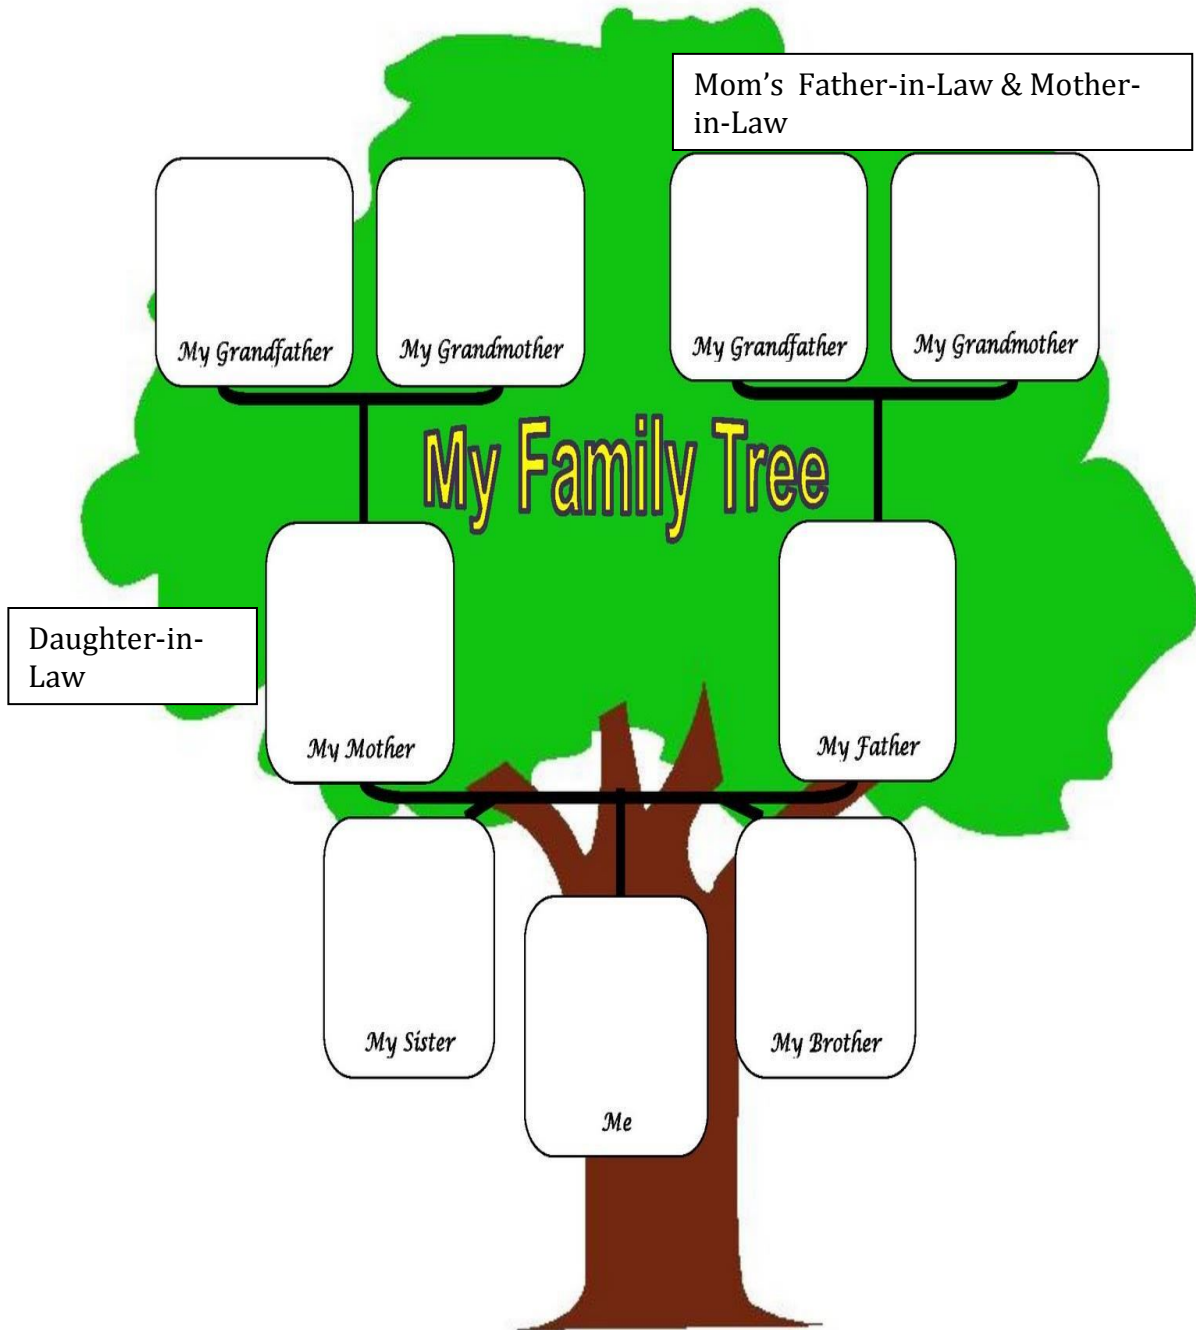 Mom's  Father-in-Law & Mother-
in-Law
My Grandfather
My Grandmother
My Grandfather
My Grandmother
My Family Tree
Daughter-in-
Law
My Mother
My Father
My Sister
My Brother
Me